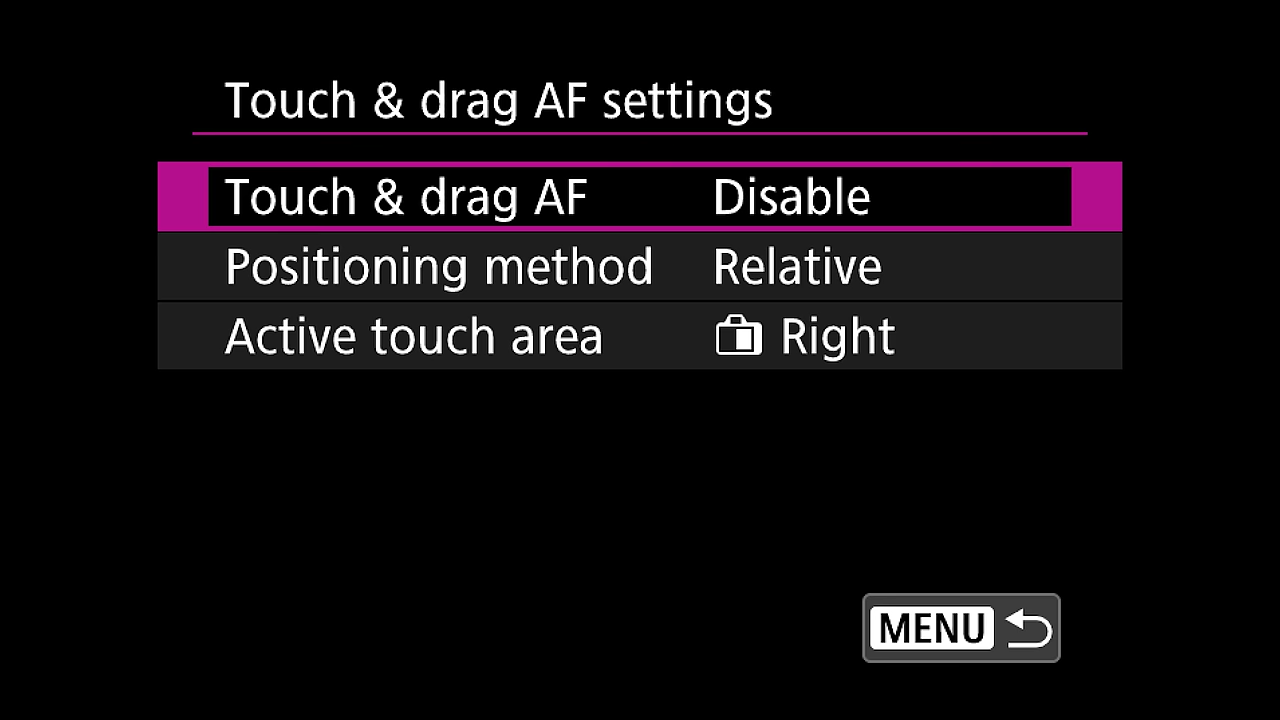 Touch & drag AF settings
Touch & drag AF Disable
Positioning method Relative
Active touch area Right
MENU